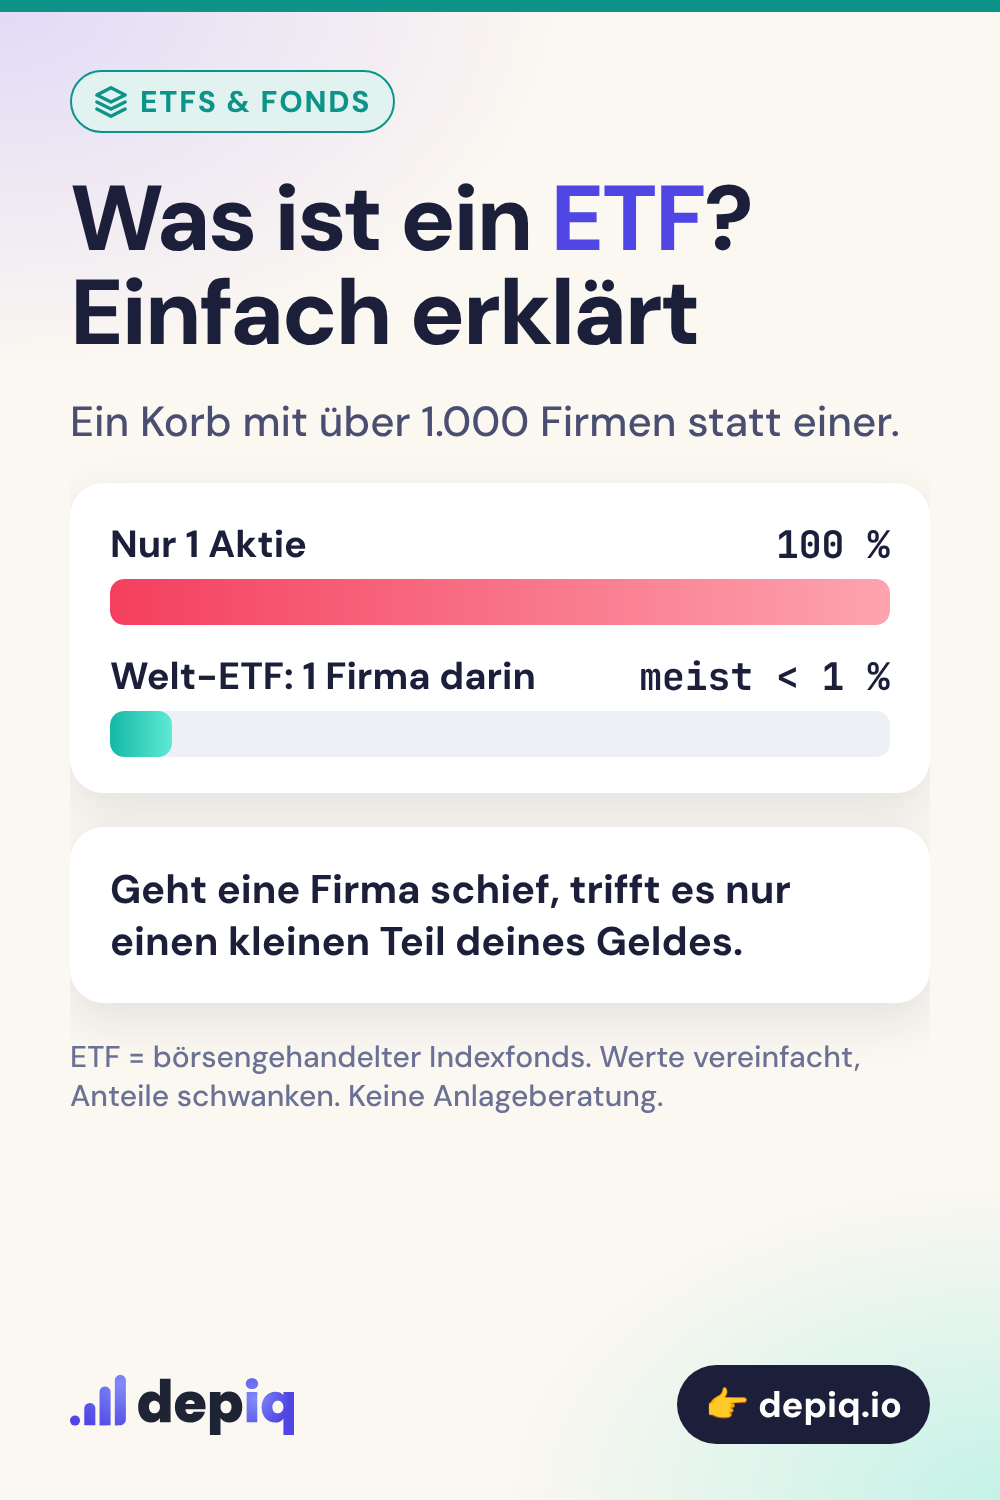 ETFS & FONDS
Was ist ein ETF?
Einfach erklärt
Ein Korb mit über 1.000 Firmen statt einer.
Nur 1 Aktie 100 %
Welt-ETF: 1 Firma darin meist < 1 %
Geht eine Firma schief, trifft es nur
einen kleinen Teil deines Geldes.
ETF = börsengehandelter Indexfonds. Werte vereinfacht,
Anteile schwanken. Keine Anlageberatung.
depiq
👉 depiq.io